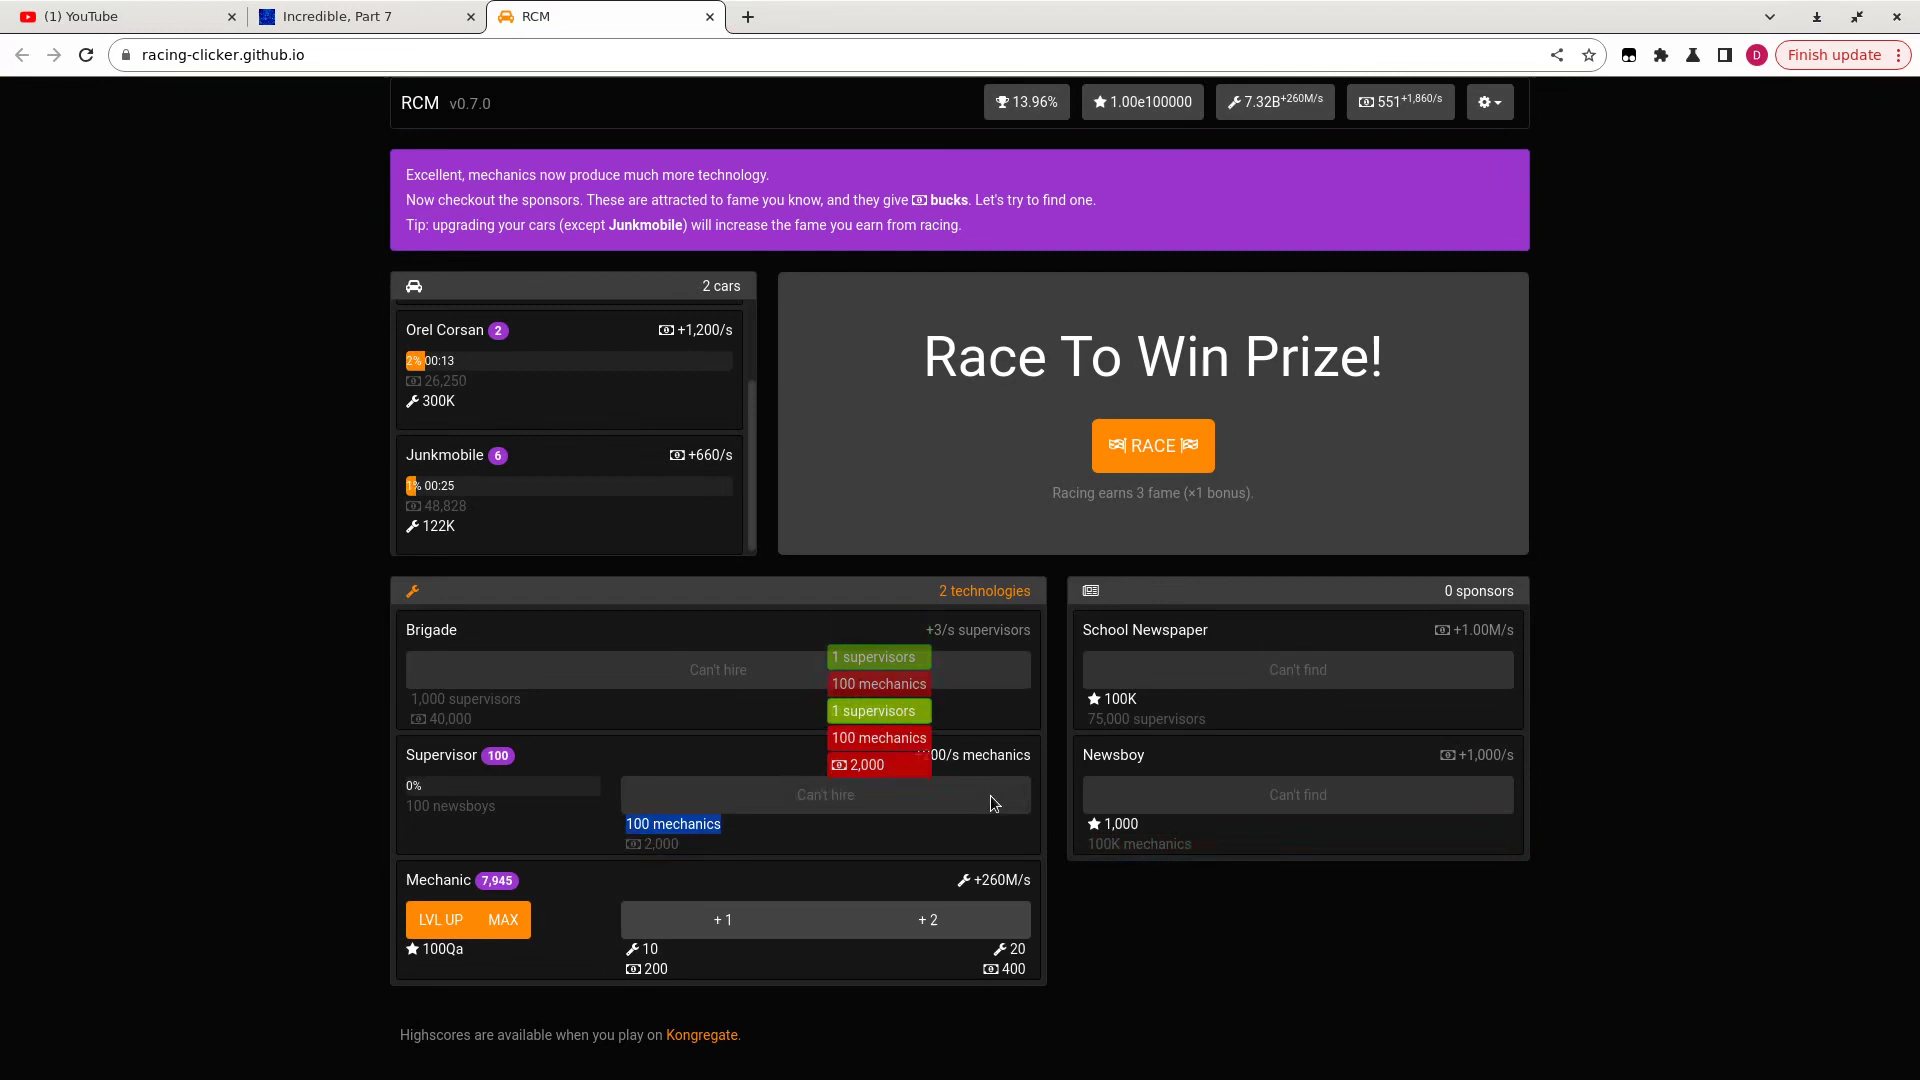 (1) YouTube
Incredible, Part 7
RCM
racing-clicker.github.io
D
Finish update
RCM v0.7.0
13.96%
1.00e100000
7.32B+260M/s
551+1,860/s
Excellent, mechanics now produce much more technology.
Now checkout the sponsors. These are attracted to fame you know, and they give bucks. Let's try to find one.
Tip: upgrading your cars (except Junkmobile) will increase the fame you earn from racing.
2 cars
Orel Corsan 2 +1,200/s
2% 00:13
26,250
300K
Junkmobile 6 +660/s
1% 00:25
48,828
122K
Race To Win Prize!
RACE
Racing earns 3 fame (×1 bonus).
2 technologies
Brigade +3/s supervisors
Can't hire
1,000 supervisors
40,000
1 supervisors
100 mechanics
1 supervisors
100 mechanics
2,000
Supervisor 100 00/s mechanics
0%
100 newsboys
Can't hire
100 mechanics
2,000
Mechanic 7,945 +260M/s
LVL UP MAX
100Qa
+ 1 + 2
10 20
200 400
0 sponsors
School Newspaper +1.00M/s
Can't find
100K
75,000 supervisors
Newsboy +1,000/s
Can't find
1,000
100K mechanics
Highscores are available when you play on Kongregate.